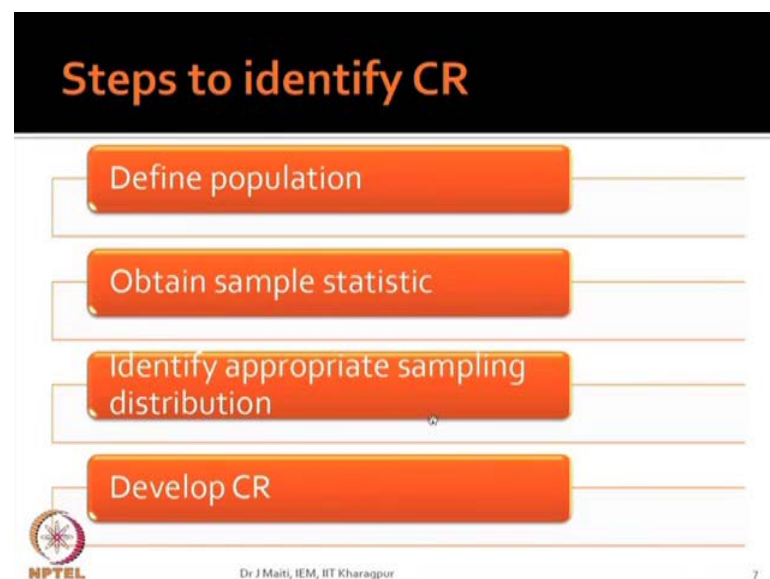 Steps to identify CR
Define population
Obtain sample statistic
Identify appropriate sampling
distribution
Develop CR
NPTEL
Dr J Maiti, IEM, IIT Kharagpur
7